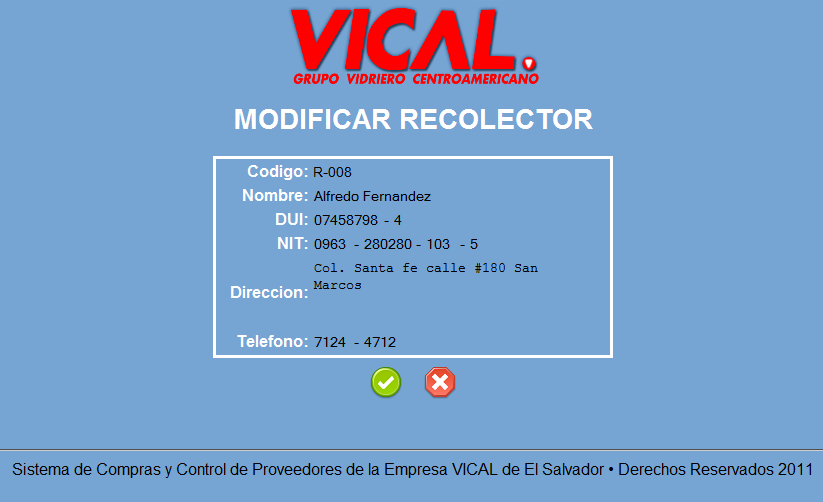 VICAL.
GRUPO VIDRIERO CENTROAMERICANO
MODIFICAR RECOLECTOR
Codigo: R-008
Nombre: Alfredo Fernandez
DUI: 07458798 - 4
NIT: 0963 - 280280 - 103 - 5
Direccion: Col. Santa fe calle #180 San
Marcos
Telefono: 7124 - 4712
Sistema de Compras y Control de Proveedores de la Empresa VICAL de El Salvador • Derechos Reservados 2011